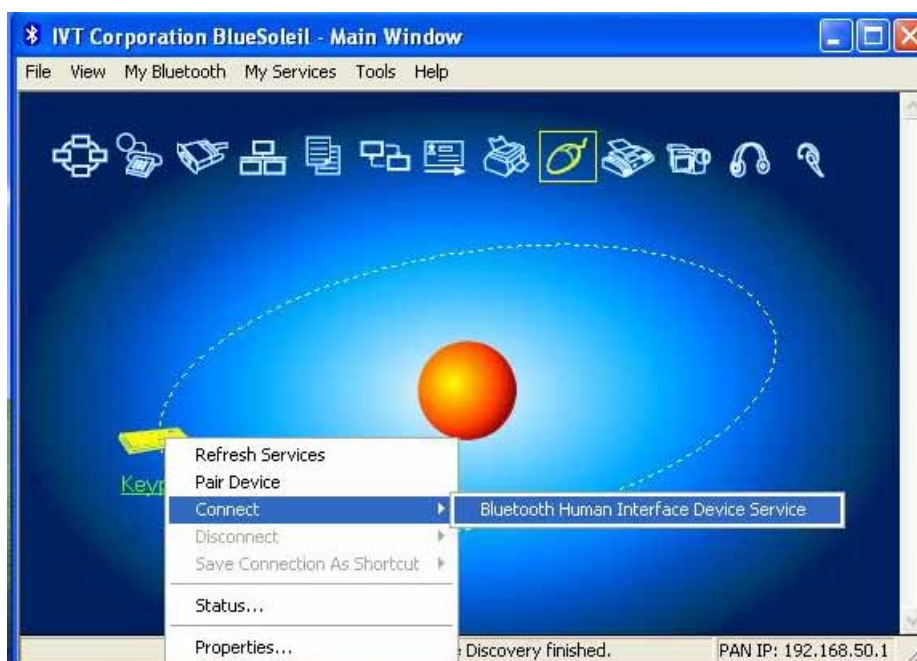 IVT Corporation BlueSoleil - Main Window
File View My Bluetooth My Services Tools Help
Refresh Services
Pair Device
Connect
Bluetooth Human Interface Device Service
Disconnect
Save Connection As Shortcut
Status...
Properties...
Discovery finished.
PAN IP: 192.168.50.1